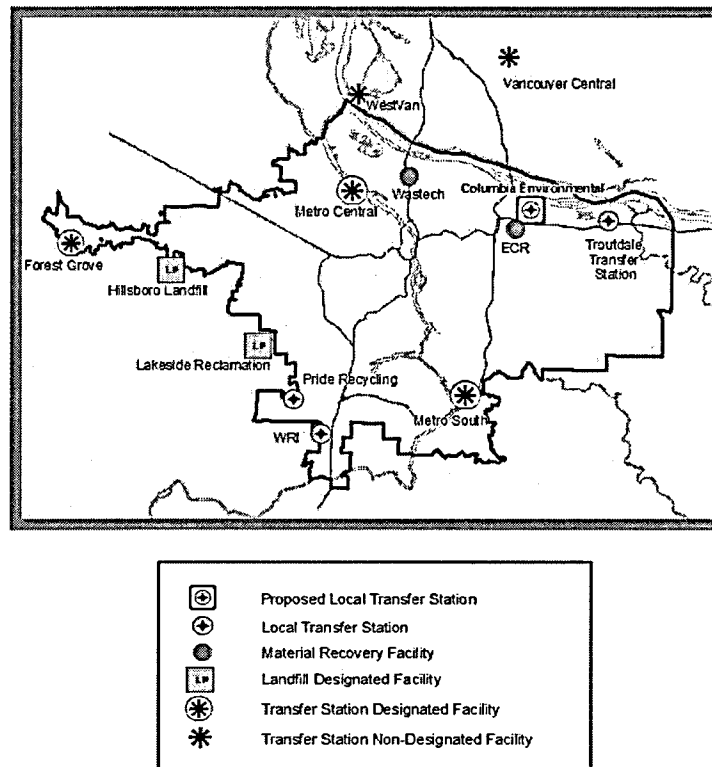 WestVan
Vancouver Central
Wastech
Columbia Environmental
Metro Central
ECR
Troutdale
Transfer
Station
Forest Grove
Hillsboro Landfill
Lakeside Reclamation
Pride Recycling
Metro South
WRI
Proposed Local Transfer Station
Local Transfer Station
Material Recovery Facility
LF Landfill Designated Facility
Transfer Station Designated Facility
Transfer Station Non-Designated Facility